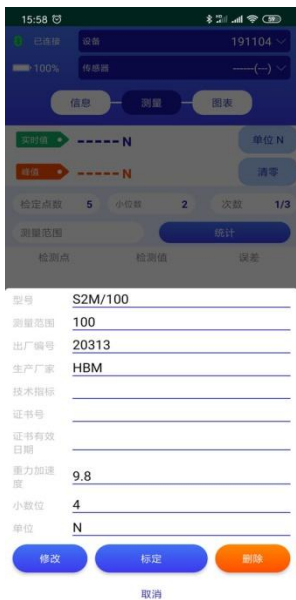 15:58
已连接 设备 191104
100% 传感器 ——(--)
信息 测量 图表
实时值 ----- N 单位 N
峰值 ----- N 清零
检定点数 5 小位数 2 次数 1/3
测量范围 统计
检测点 检测值 误差
型号 S2M/100
测量范围 100
出厂编号 20313
生产厂家 HBM
技术指标
证书号
证书有效
日期
重力加速
度 9.8
小数位 4
单位 N
修改 标定 删除
取消